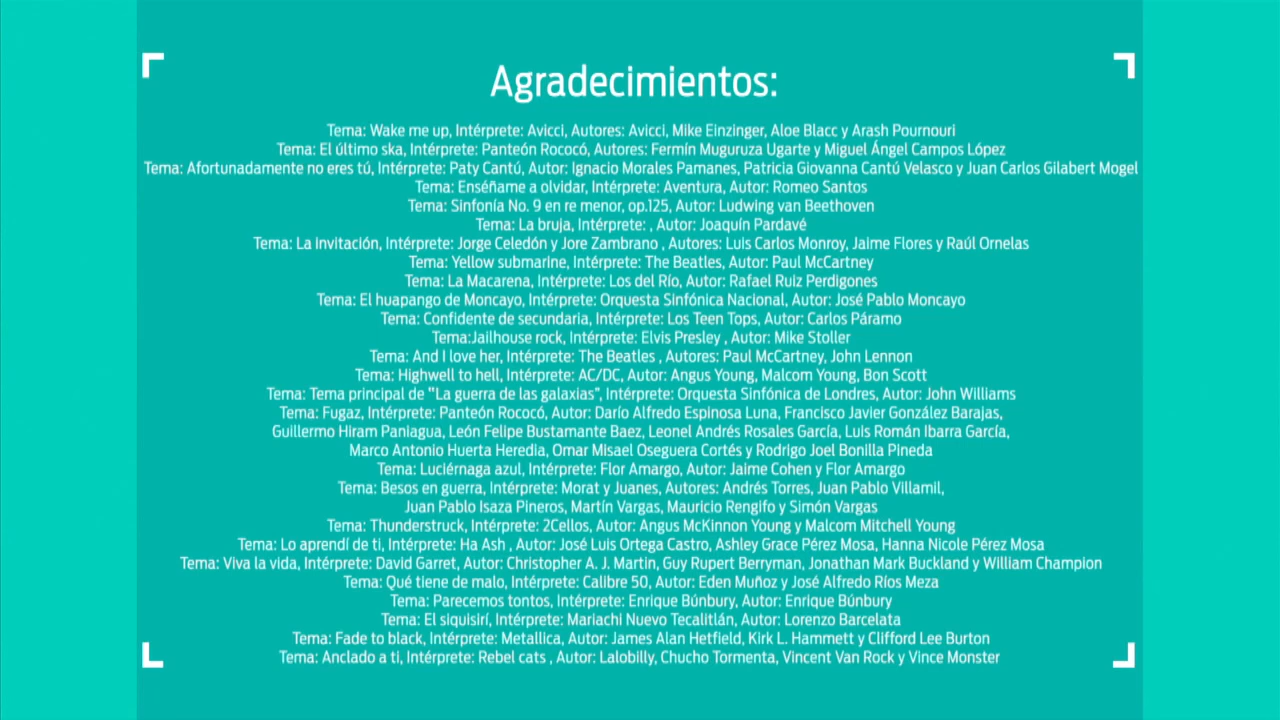 Agradecimientos:
Tema: Wake me up, Intérprete: Avicci, Autores: Avicci, Mike Einzinger, Aloe Blacc y Arash Pournouri
Tema: El último ska, Intérprete: Panteón Rococó, Autores: Fermín Muguruza Ugarte y Miguel Ángel Campos López
Tema: Afortunadamente no eres tú, Intérprete: Paty Cantú, Autor: Ignacio Morales Pamanes, Patricia Giovanna Cantú Velasco y Juan Carlos Gilabert Mogel
Tema: Enséñame a olvidar, Intérprete: Aventura, Autor: Romeo Santos
Tema: Sinfonía No. 9 en re menor, op.125, Autor: Ludwing van Beethoven
Tema: La bruja, Intérprete: , Autor: Joaquín Pardavé
Tema: La invitación, Intérprete: Jorge Celedón y Jore Zambrano , Autores: Luis Carlos Monroy, Jaime Flores y Raúl Ornelas
Tema: Yellow submarine, Intérprete: The Beatles, Autor: Paul McCartney
Tema: La Macarena, Intérprete: Los del Río, Autor: Rafael Ruiz Perdigones
Tema: El huapango de Moncayo, Intérprete: Orquesta Sinfónica Nacional, Autor: José Pablo Moncayo
Tema: Confidente de secundaria, Intérprete: Los Teen Tops, Autor: Carlos Páramo
Tema:Jailhouse rock, Intérprete: Elvis Presley , Autor: Mike Stoller
Tema: And I love her, Intérprete: The Beatles , Autores: Paul McCartney, John Lennon
Tema: Highwell to hell, Intérprete: AC/DC, Autor: Angus Young, Malcom Young, Bon Scott
Tema: Tema principal de "La guerra de las galaxias", Intérprete: Orquesta Sinfónica de Londres, Autor: John Williams
Tema: Fugaz, Intérprete: Panteón Rococó, Autor: Darío Alfredo Espinosa Luna, Francisco Javier González Barajas,
Guillermo Hiram Paniagua, León Felipe Bustamante Baez, Leonel Andrés Rosales García, Luis Román Ibarra García,
Marco Antonio Huerta Heredia, Omar Misael Oseguera Cortés y Rodrigo Joel Bonilla Pineda
Tema: Luciérnaga azul, Intérprete: Flor Amargo, Autor: Jaime Cohen y Flor Amargo
Tema: Besos en guerra, Intérprete: Morat y Juanes, Autores: Andrés Torres, Juan Pablo Villamil,
Juan Pablo Isaza Pineros, Martín Vargas, Mauricio Rengifo y Simón Vargas
Tema: Thunderstruck, Intérprete: 2Cellos, Autor: Angus McKinnon Young y Malcom Mitchell Young
Tema: Lo aprendí de ti, Intérprete: Ha Ash , Autor: José Luis Ortega Castro, Ashley Grace Pérez Mosa, Hanna Nicole Pérez Mosa
Tema: Viva la vida, Intérprete: David Garret, Autor: Christopher A. J. Martin, Guy Rupert Berryman, Jonathan Mark Buckland y William Champion
Tema: Qué tiene de malo, Intérprete: Calibre 50, Autor: Eden Muñoz y José Alfredo Ríos Meza
Tema: Parecemos tontos, Intérprete: Enrique Búnbury, Autor: Enrique Búnbury
Tema: El siquisirí, Intérprete: Mariachi Nuevo Tecalitlán, Autor: Lorenzo Barcelata
Tema: Fade to black, Intérprete: Metallica, Autor: James Alan Hetfield, Kirk L. Hammett y Clifford Lee Burton
Tema: Anclado a ti, Intérprete: Rebel cats , Autor: Lalobilly, Chucho Tormenta, Vincent Van Rock y Vince Monster